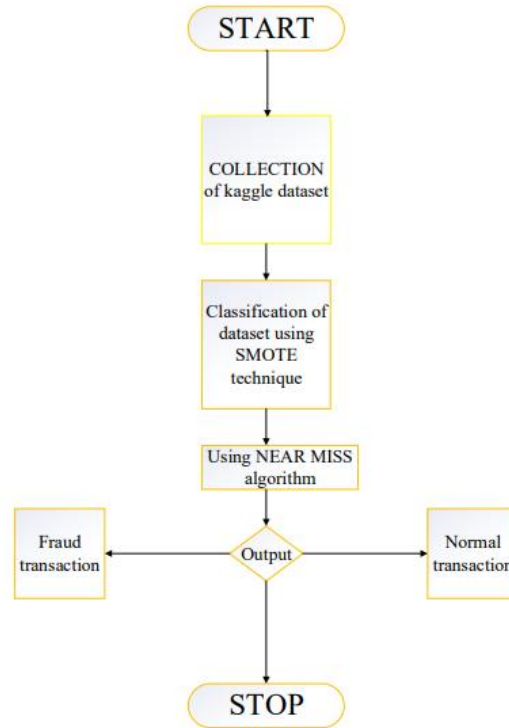 START
COLLECTION
of kaggle dataset
Classification of
dataset using
SMOTE
technique
Using NEAR MISS
algorithm
Fraud
transaction
Output
Normal
transaction
STOP